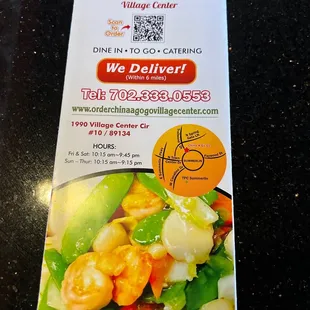 Village Center
Scan
to
Order
DINE IN • TO GO • CATERING
We Deliver!
(Within 6 miles)
Tel: 702.333.0553
www.orderchinaagogovillagecenter.com
1990 Village Center Cir
#10 / 89134
HOURS:
Fri & Sat: 10:15 am-9:45 pm
Sun - Thur: 10:15 am-9:15 pm